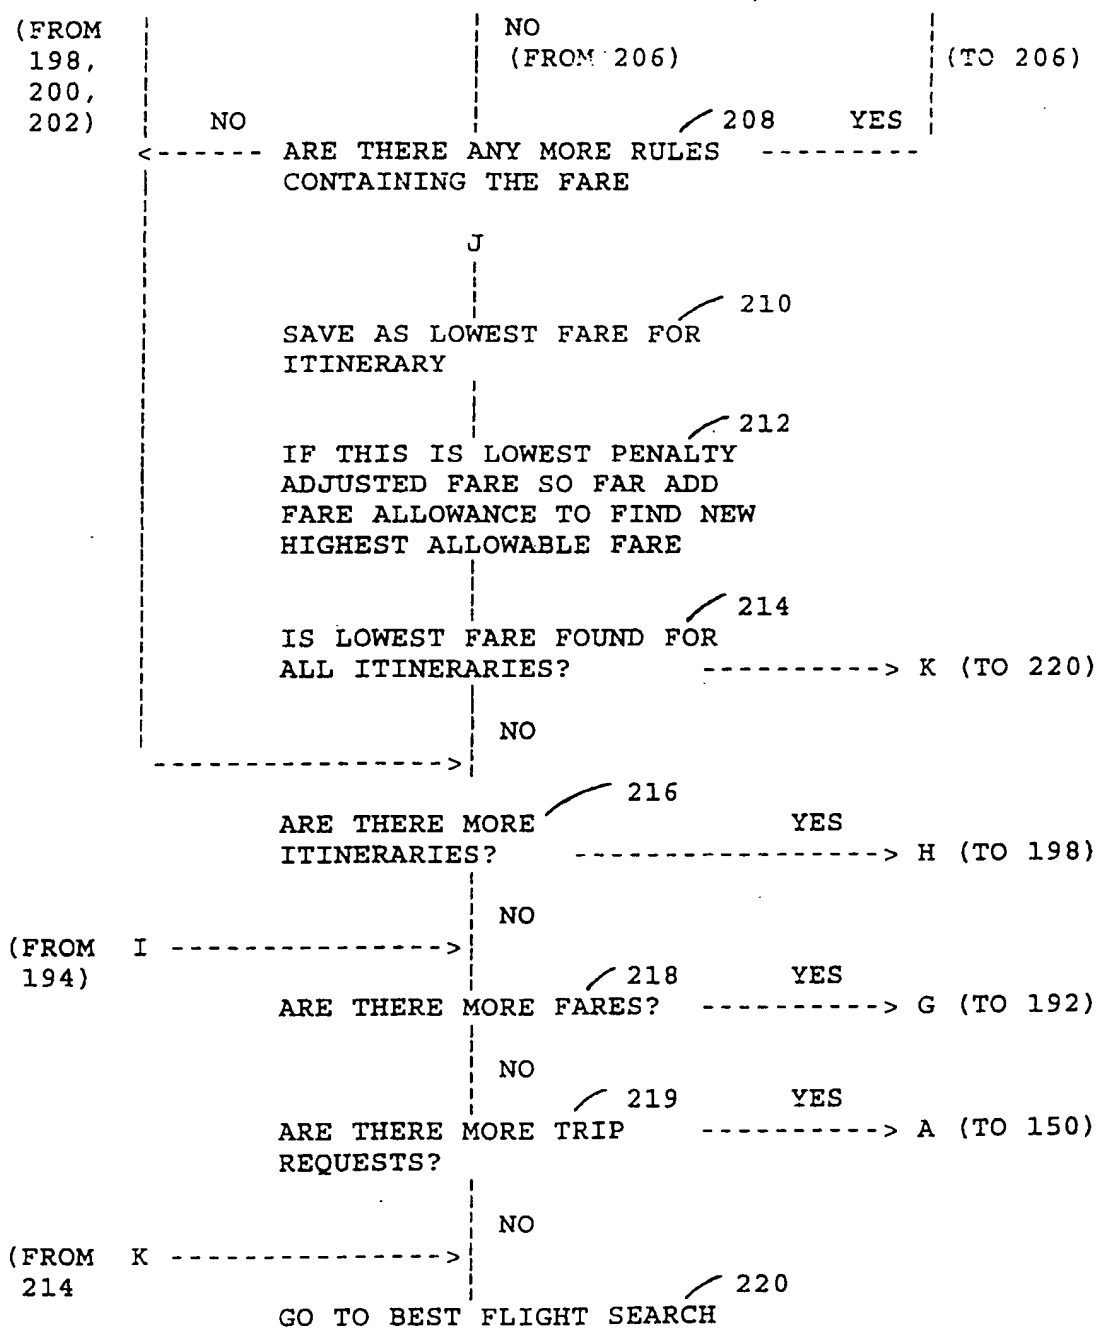 (FROM 198, 200, 202)
NO
(FROM 206)
(TO 206)
NO
208
YES
<------ ARE THERE ANY MORE RULES ---------
CONTAINING THE FARE
J
210
SAVE AS LOWEST FARE FOR
ITINERARY
212
IF THIS IS LOWEST PENALTY
ADJUSTED FARE SO FAR ADD
FARE ALLOWANCE TO FIND NEW
HIGHEST ALLOWABLE FARE
214
IS LOWEST FARE FOUND FOR
ALL ITINERARIES? ----------> K (TO 220)
NO
---------------->
216
ARE THERE MORE YES
ITINERARIES? -----------------> H (TO 198)
NO
(FROM I --------------->
194)
218 YES
ARE THERE MORE FARES? ----------> G (TO 192)
NO
219 YES
ARE THERE MORE TRIP ----------> A (TO 150)
REQUESTS?
NO
(FROM K --------------->
214
220
GO TO BEST FLIGHT SEARCH